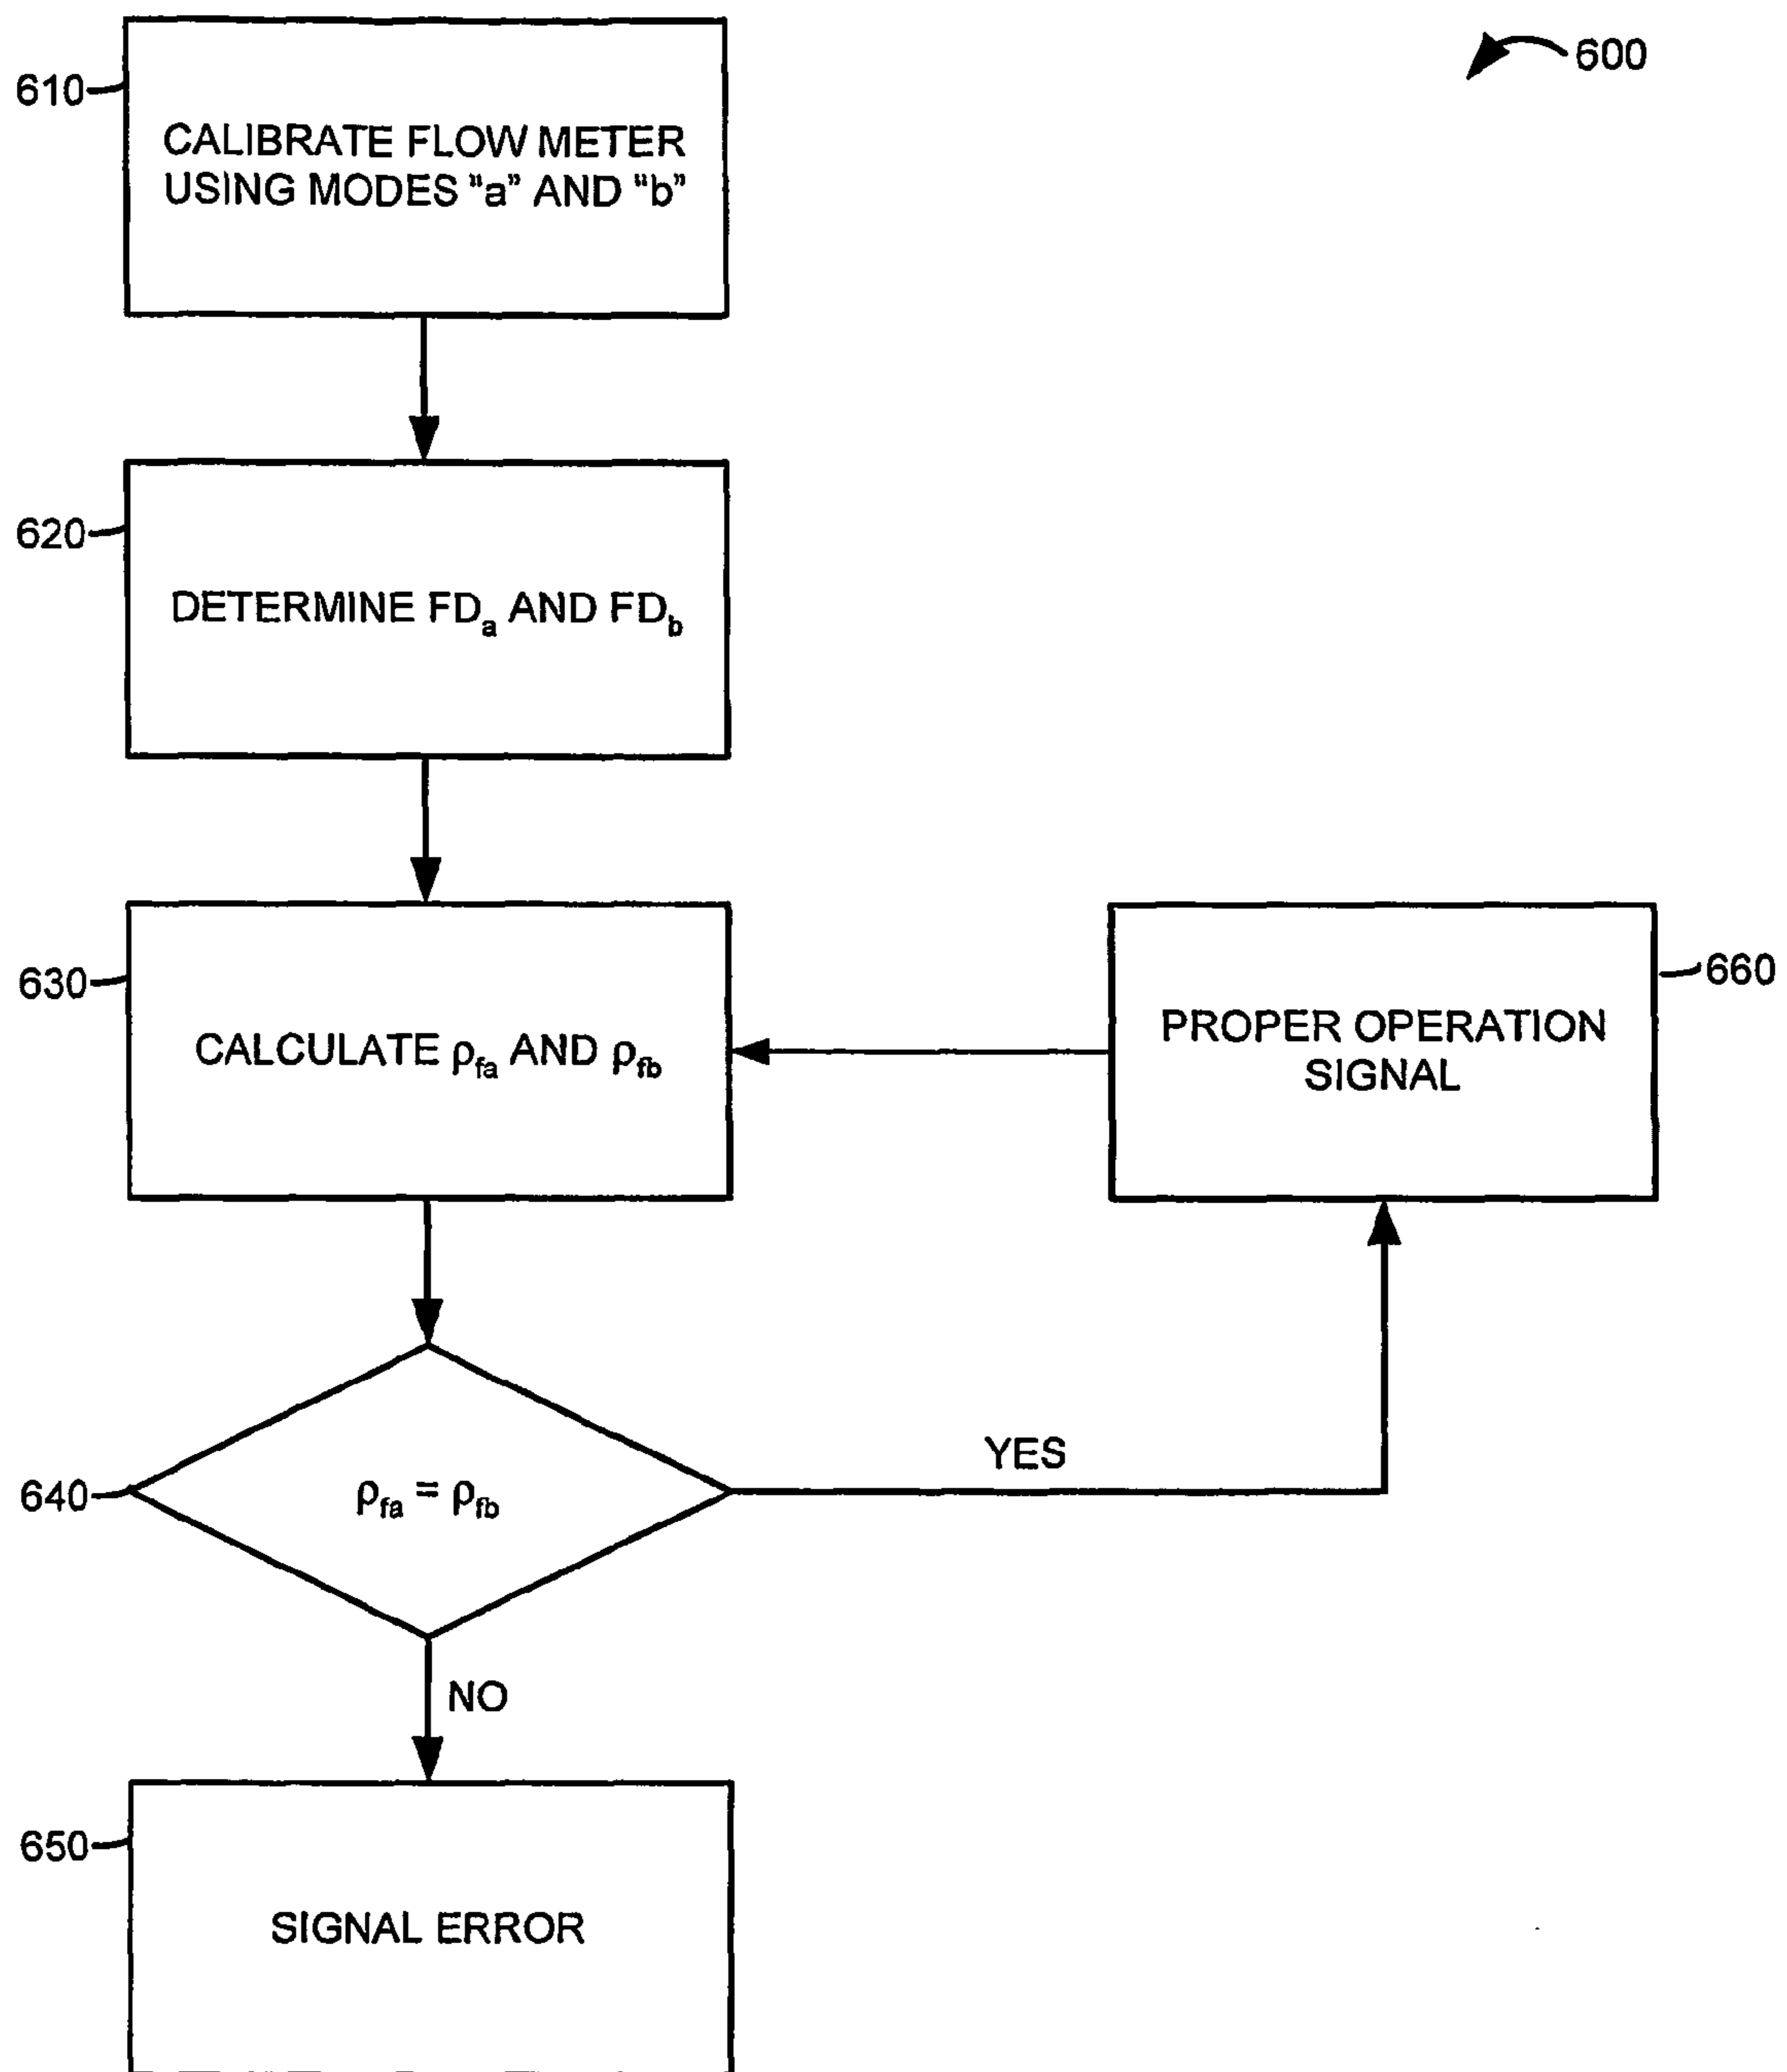 600
610
CALIBRATE FLOW METER
USING MODES "a" AND "b"
620
DETERMINE FDa AND FDb
630
CALCULATE ρfa AND ρfb
660
PROPER OPERATION
SIGNAL
640
ρfa = ρfb
YES
NO
650
SIGNAL ERROR